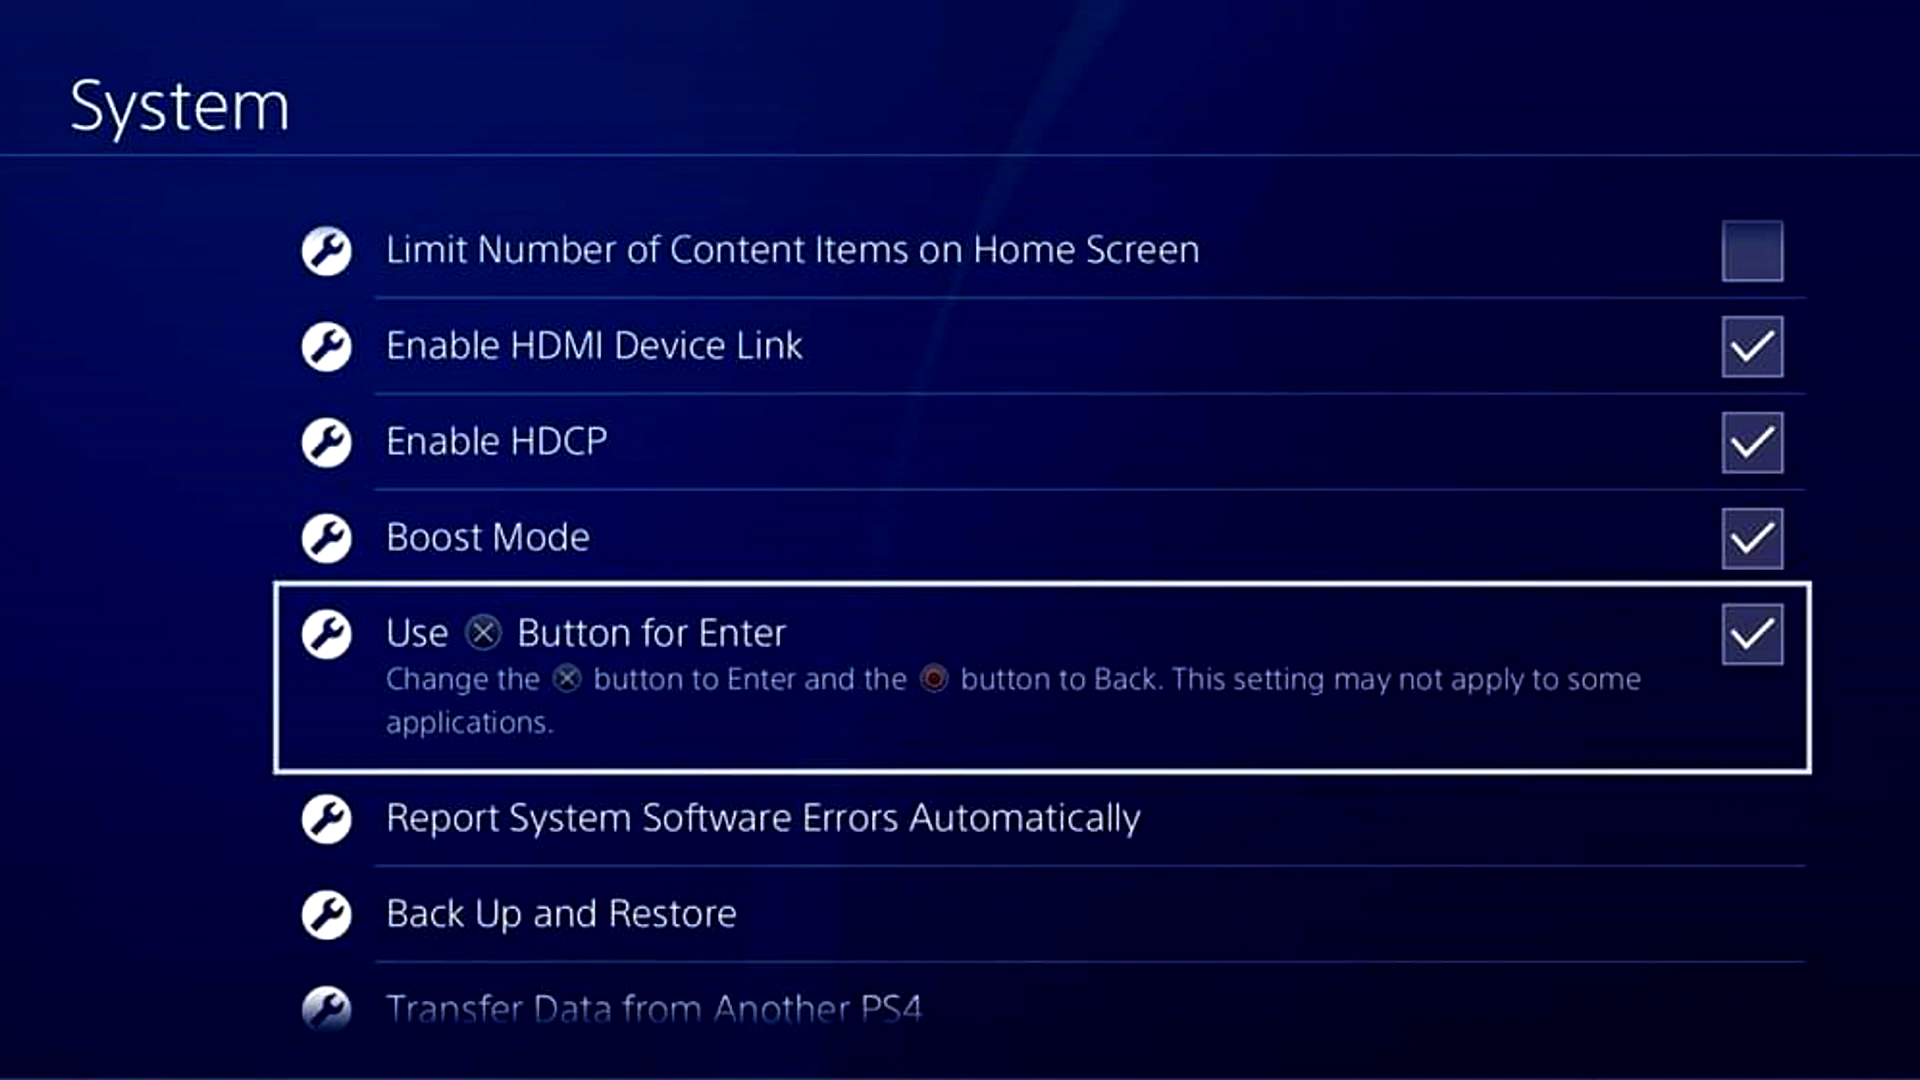 System
Limit Number of Content Items on Home Screen
Enable HDMI Device Link
Enable HDCP
Boost Mode
Use Ⓧ Button for Enter
Change the Ⓧ button to Enter and the ◎ button to Back. This setting may not apply to some
applications.
Report System Software Errors Automatically
Back Up and Restore
Transfer Data from Another PS4